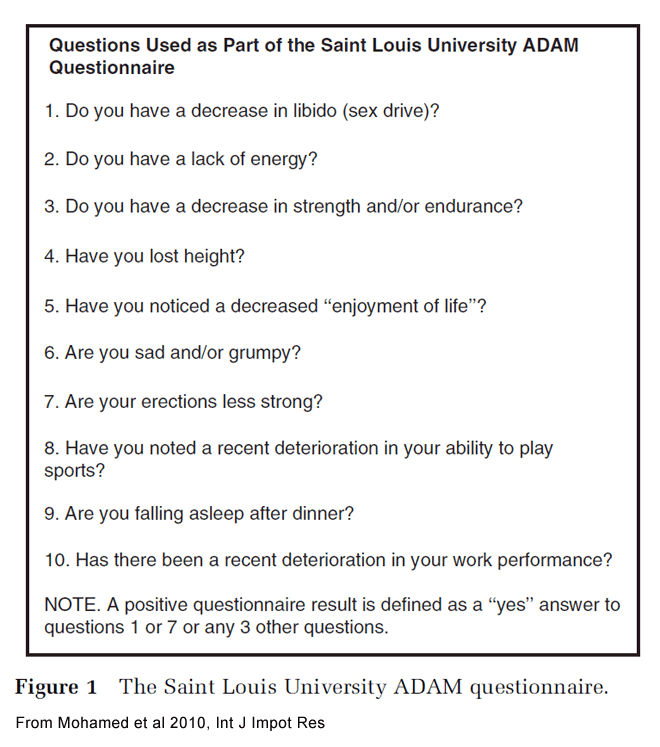 Questions Used as Part of the Saint Louis University ADAM
Questionnaire
1. Do you have a decrease in libido (sex drive)?
2. Do you have a lack of energy?
3. Do you have a decrease in strength and/or endurance?
4. Have you lost height?
5. Have you noticed a decreased “enjoyment of life”?
6. Are you sad and/or grumpy?
7. Are your erections less strong?
8. Have you noted a recent deterioration in your ability to play
sports?
9. Are you falling asleep after dinner?
10. Has there been a recent deterioration in your work performance?
NOTE. A positive questionnaire result is defined as a “yes” answer to
questions 1 or 7 or any 3 other questions.
Figure 1 The Saint Louis University ADAM questionnaire.
From Mohamed et al 2010, Int J Impot Res